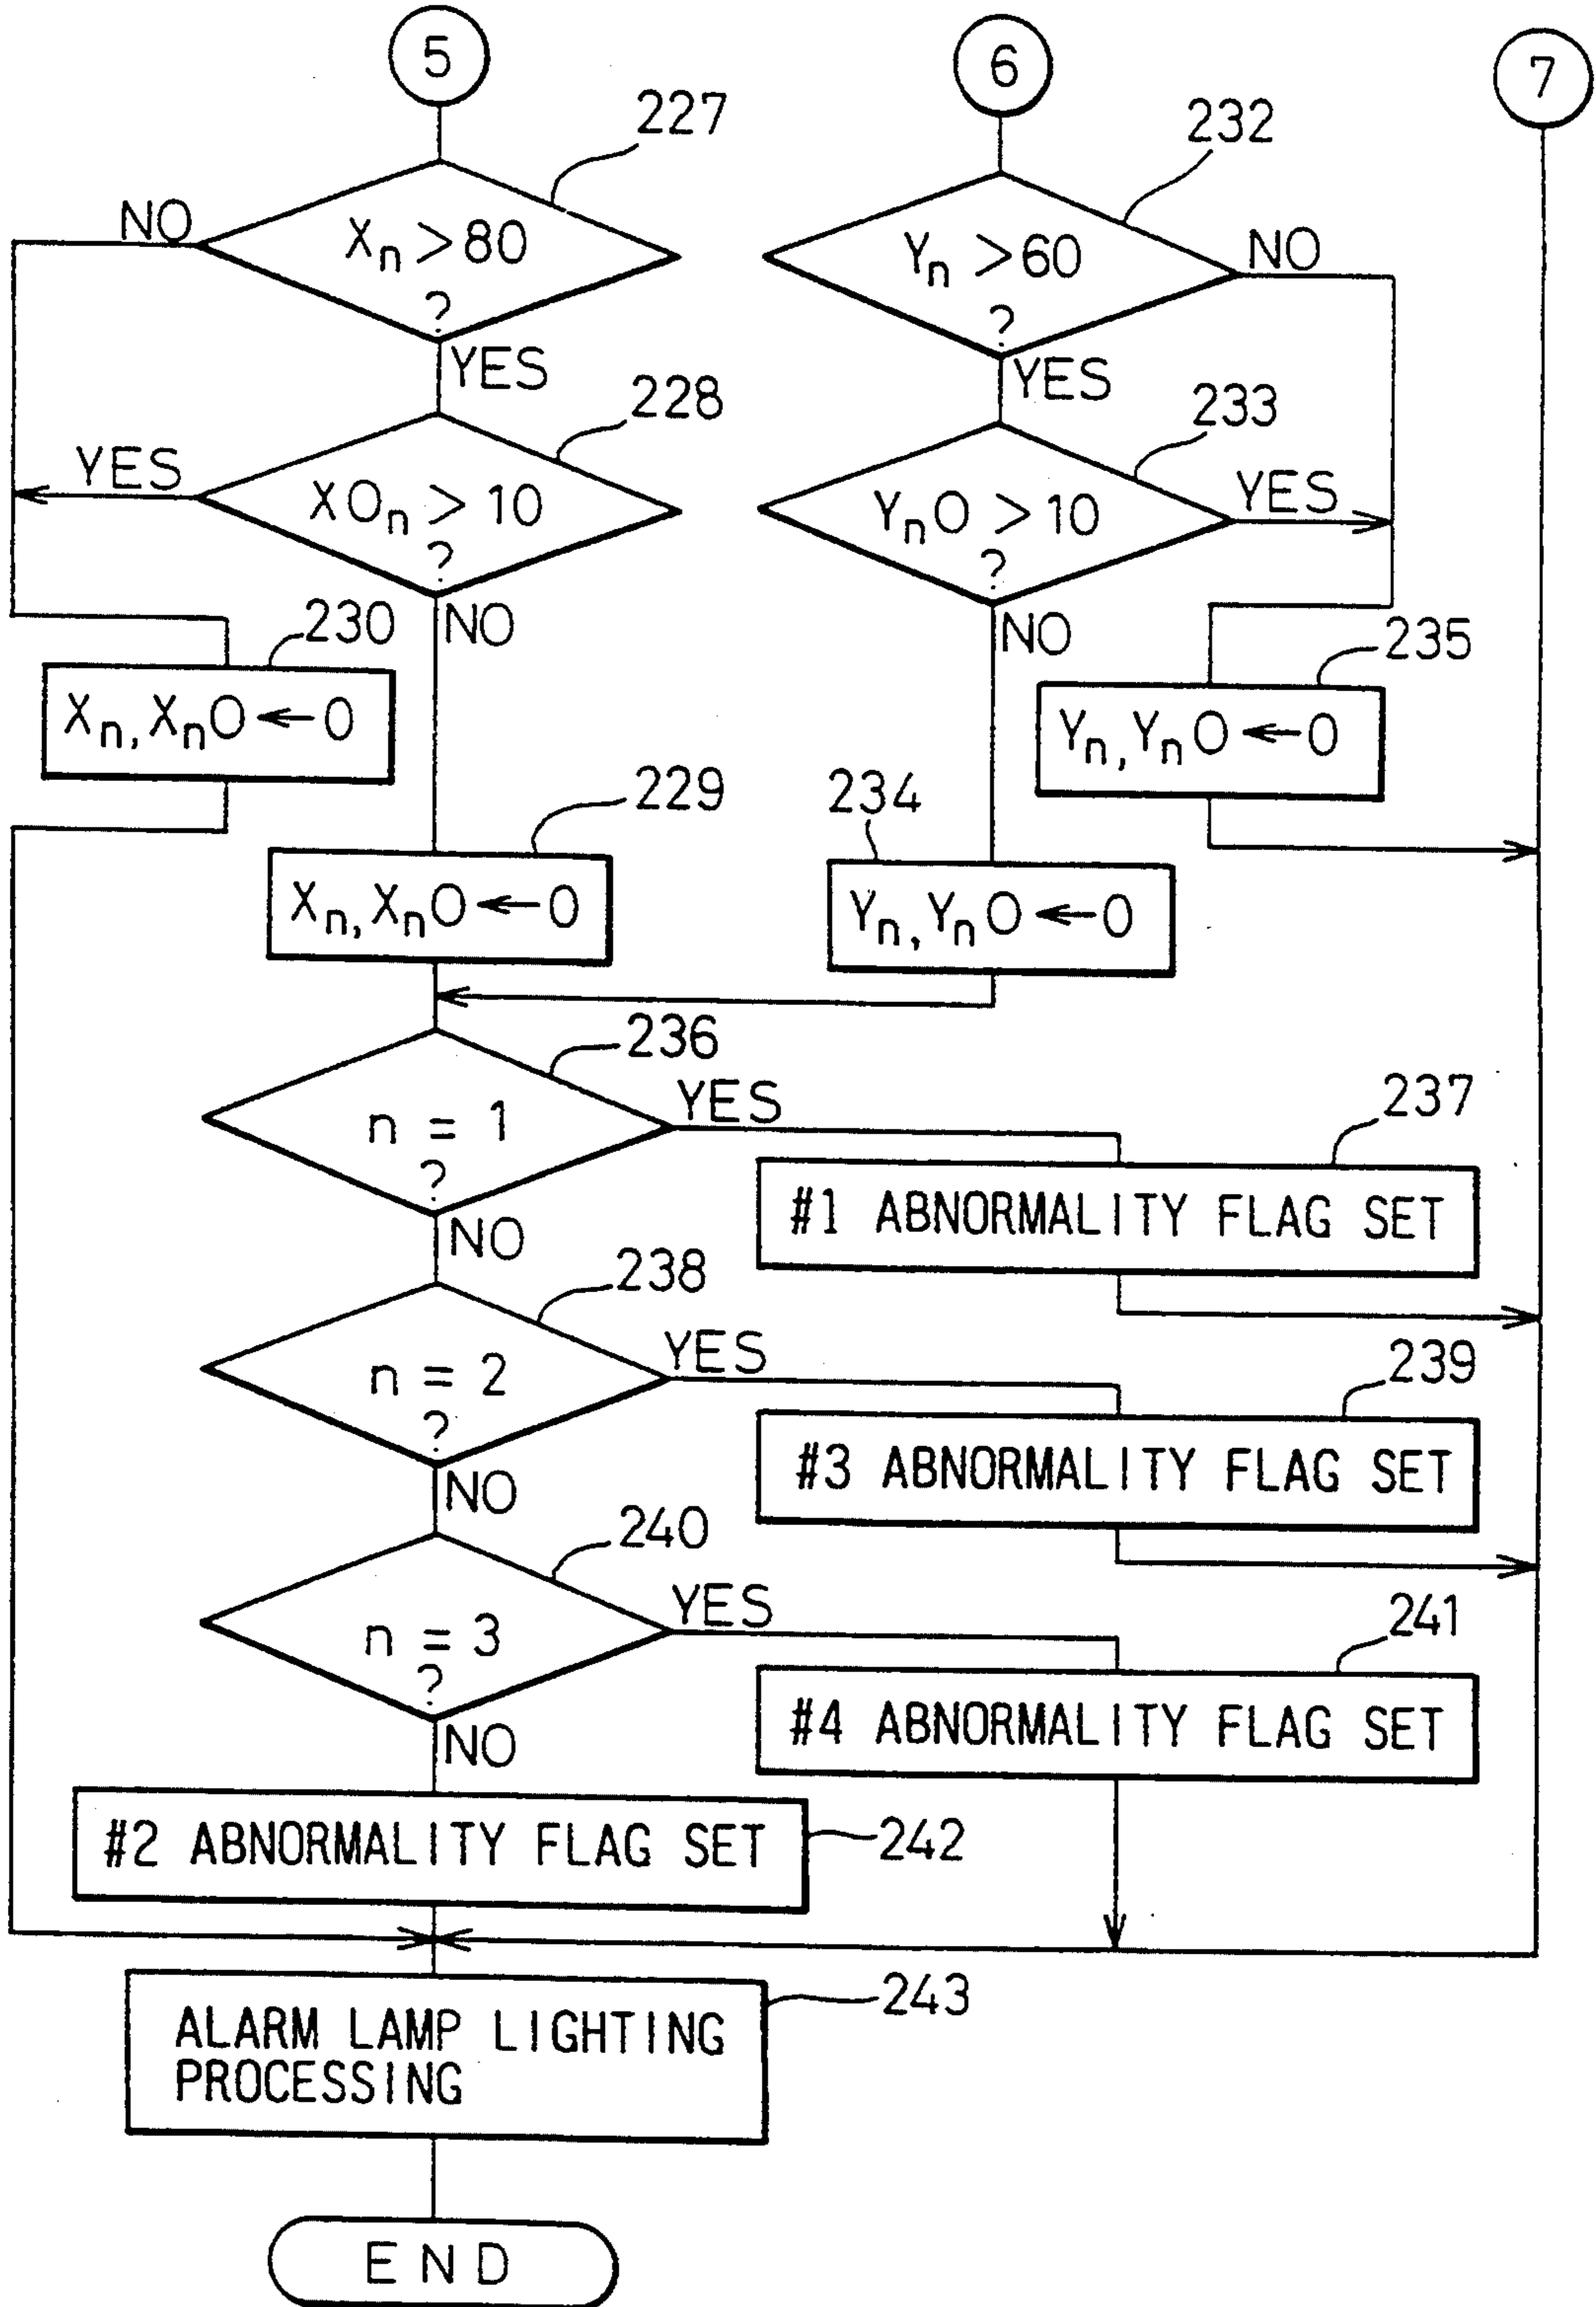 5
6
7
227
232
NO
Xn > 80
?
Yn > 60
?
NO
YES
YES
228
233
YES
XOn > 10
?
YnO > 10
?
YES
NO
NO
230
235
Xn, XnO ← 0
Yn, YnO ← 0
229
234
Xn, XnO ← 0
Yn, YnO ← 0
236
n = 1
?
YES
237
#1 ABNORMALITY FLAG SET
NO
238
n = 2
?
YES
239
#3 ABNORMALITY FLAG SET
NO
240
n = 3
?
YES
241
#4 ABNORMALITY FLAG SET
NO
#2 ABNORMALITY FLAG SET
242
243
ALARM LAMP LIGHTING
PROCESSING
END